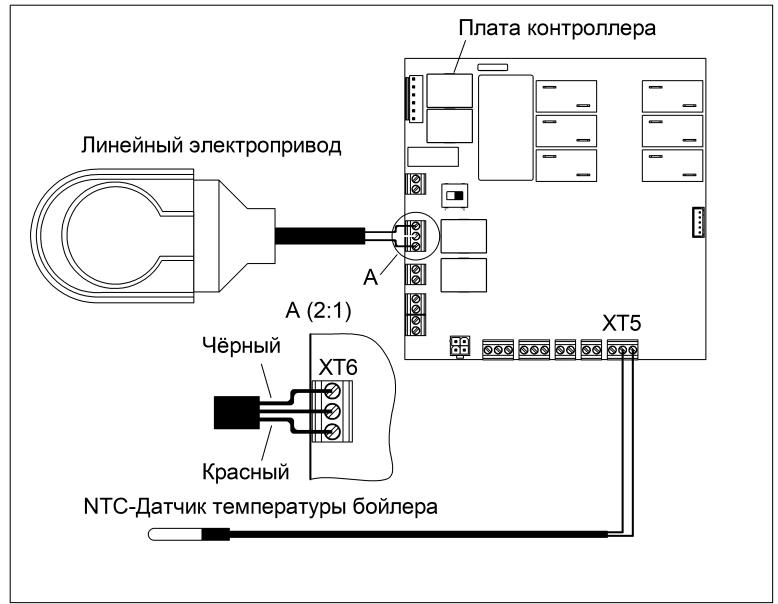 Плата контроллера
Линейный электропривод
A
XT5
A (2:1)
Чёрный
XT6
Красный
NTC-Датчик температуры бойлера